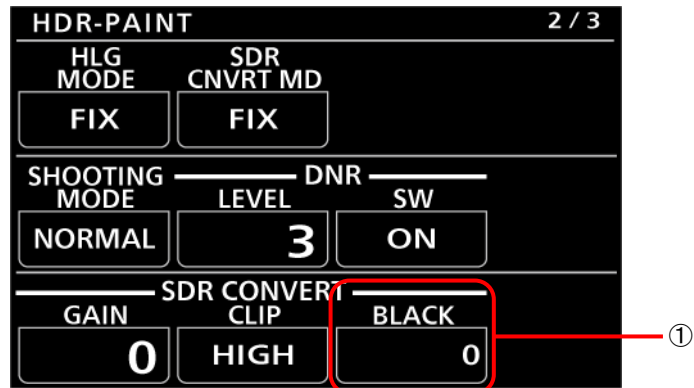 HDR-PAINT 2 / 3
HLG MODE SDR CNVRT MD
FIX FIX
SHOOTING MODE DNR LEVEL SW
NORMAL 3 ON
SDR CONVERT
GAIN CLIP BLACK
0 HIGH 0
①